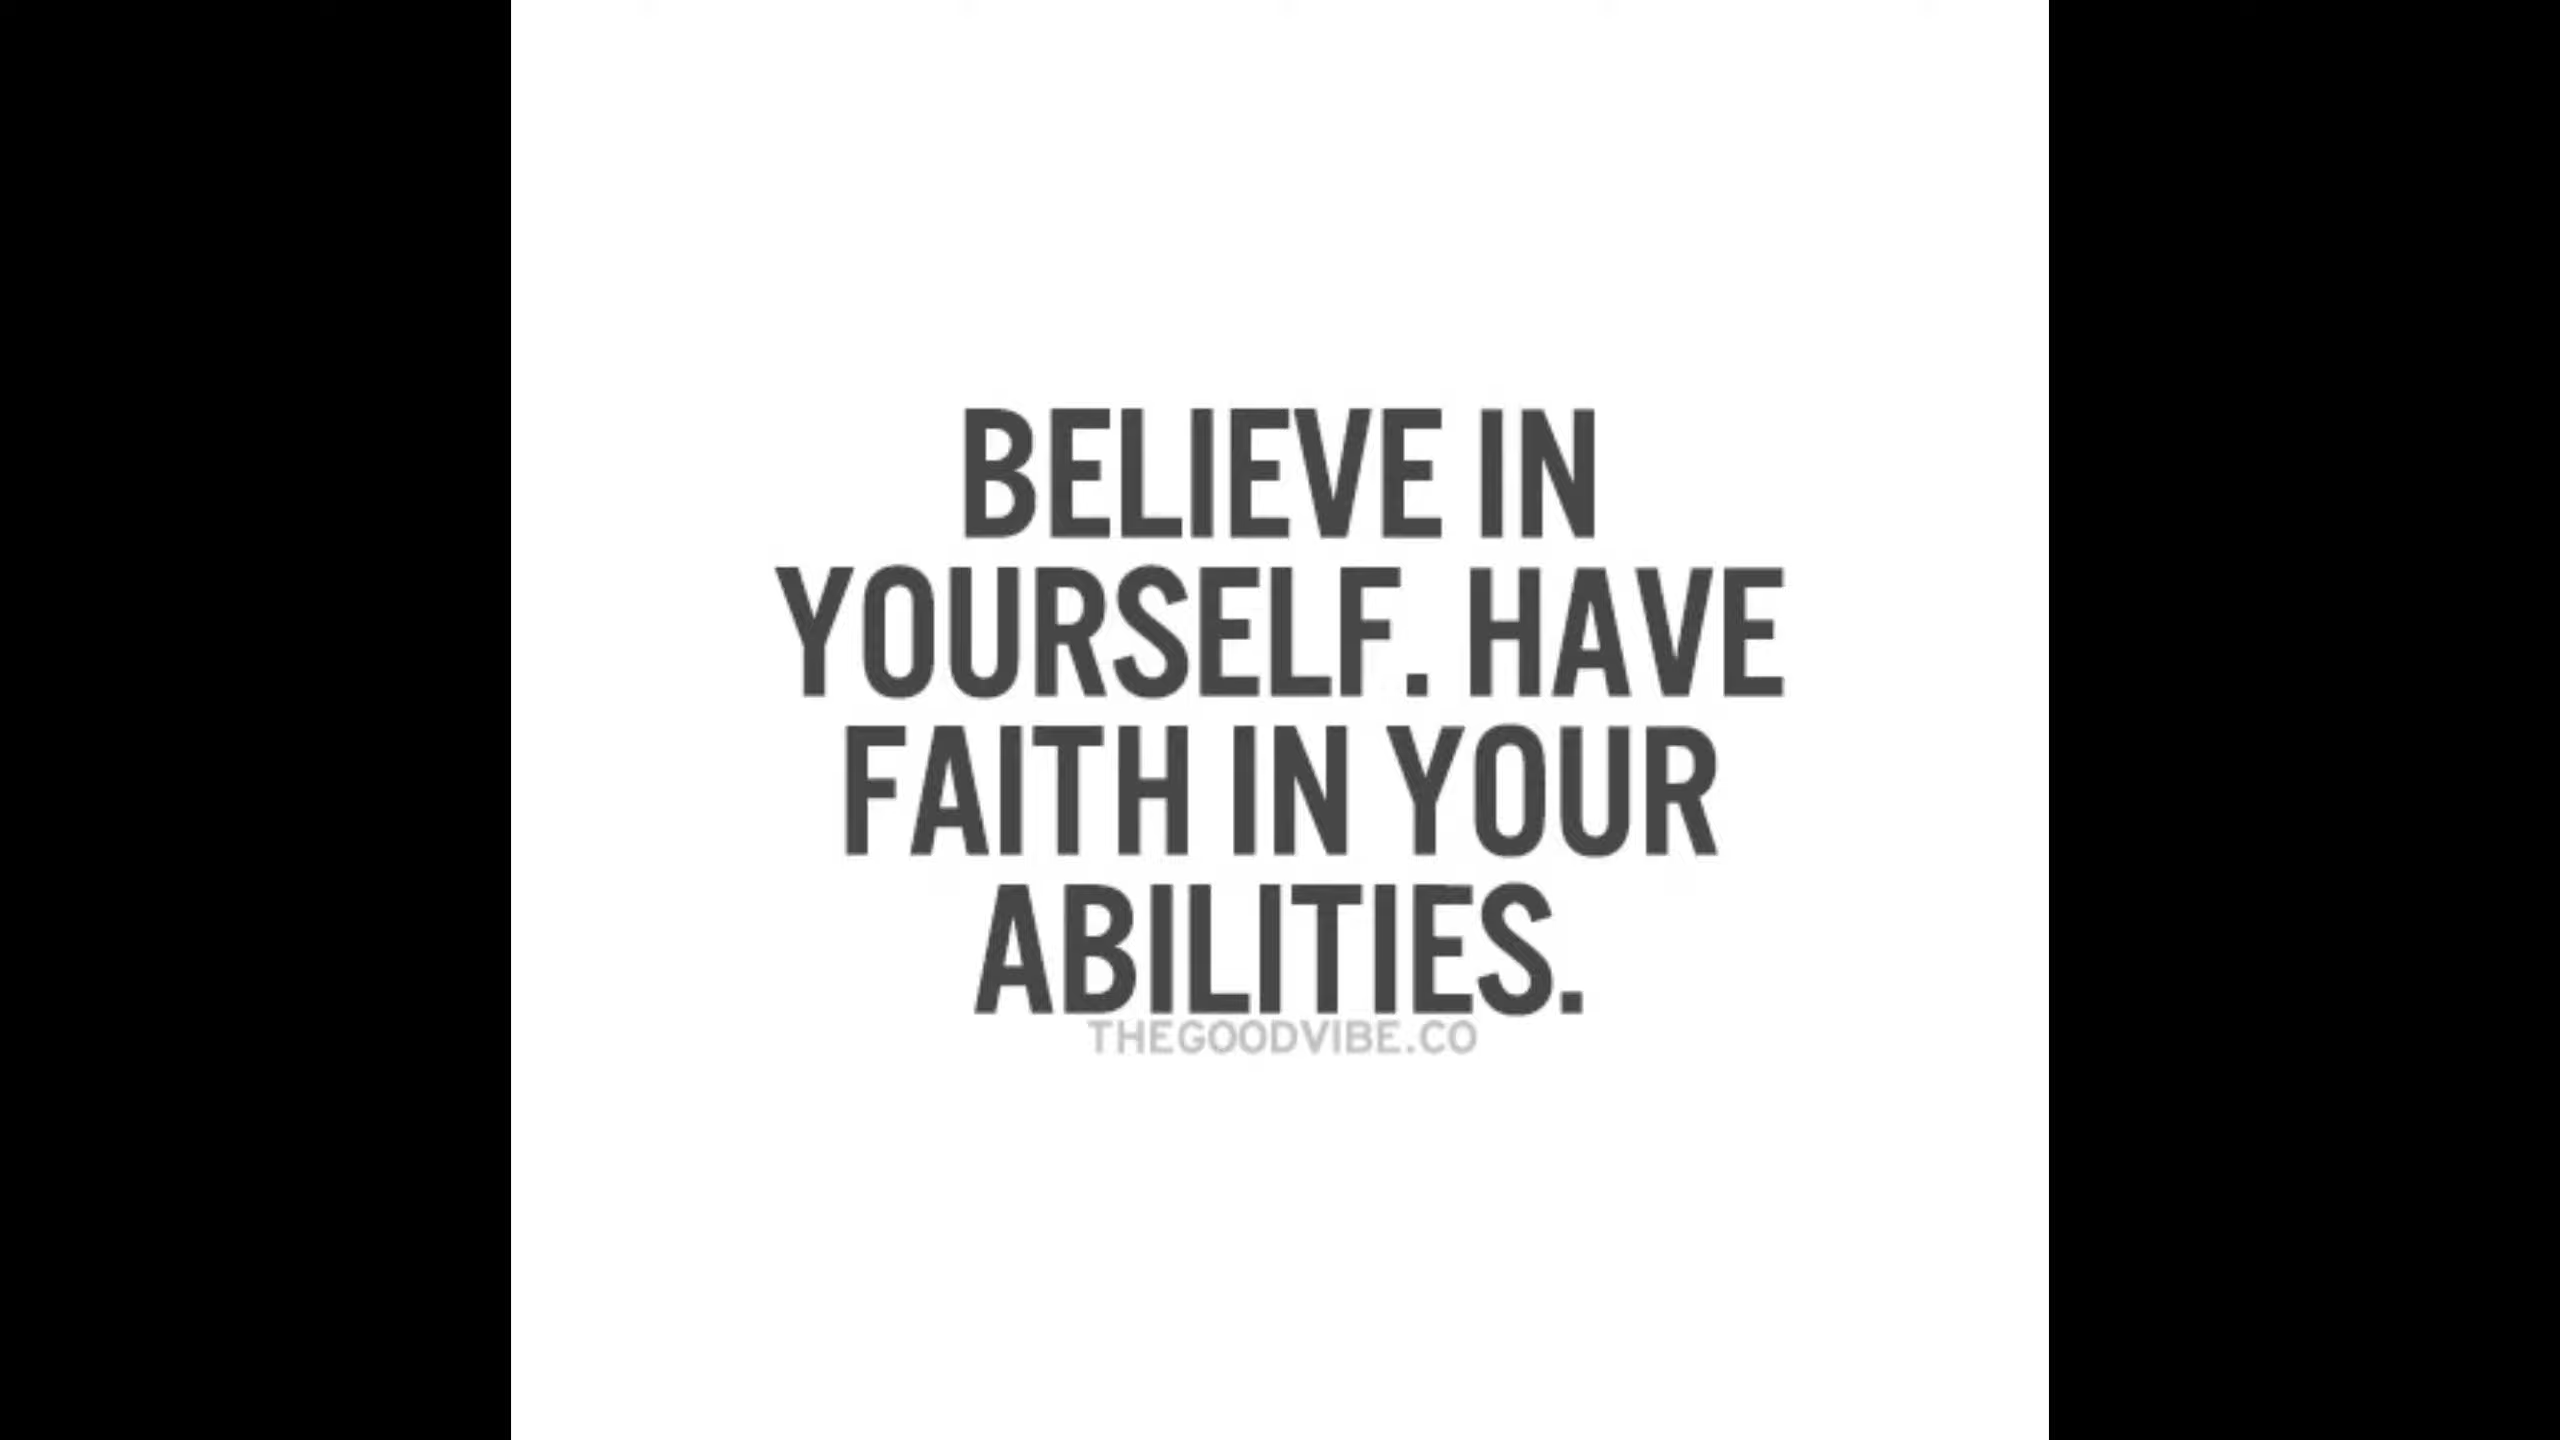 BELIEVE IN
YOURSELF. HAVE
FAITH IN YOUR
ABILITIES.
THEGOODVIBE.CO